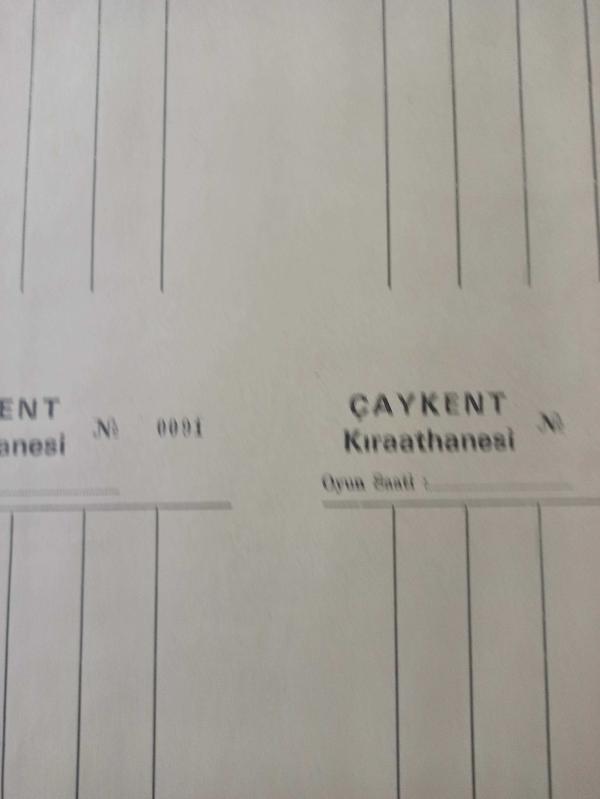 ENT
anesi № 0091
ÇAYKENT
Kıraathanesi №
Oyun Saati :